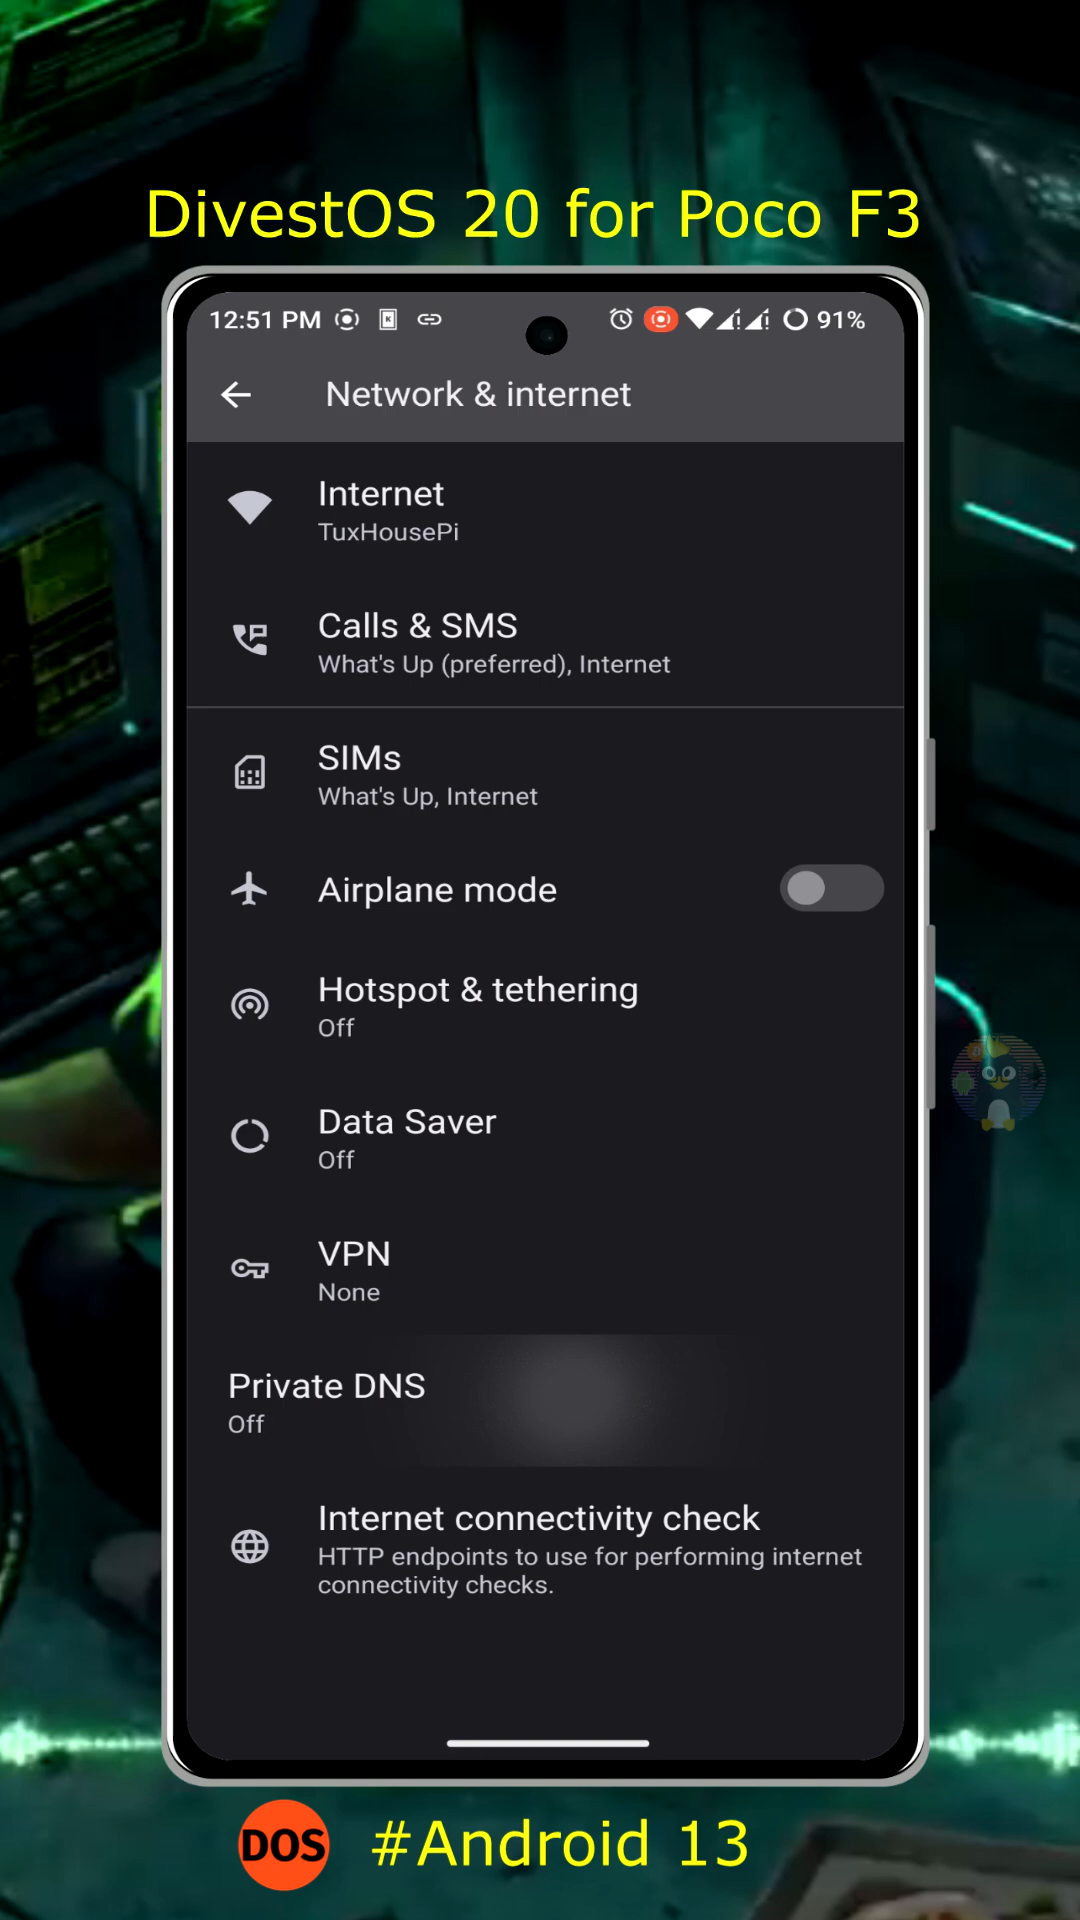 DivestOS 20 for Poco F3
12:51 PM 91%
Network & internet
Internet
TuxHousePi
Calls & SMS
What's Up (preferred), Internet
SIMs
What's Up, Internet
Airplane mode
Hotspot & tethering
Off
Data Saver
Off
VPN
None
Private DNS
Off
Internet connectivity check
HTTP endpoints to use for performing internet
connectivity checks.
DOS #Android 13